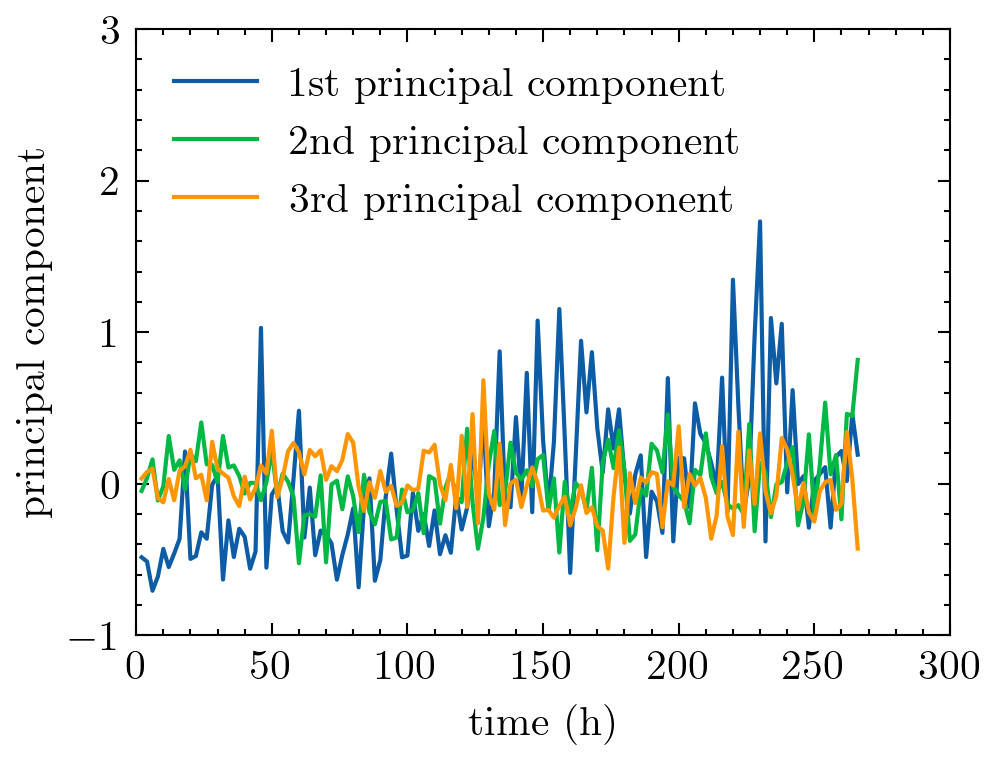 principal component
3
2
1
0
−1
1st principal component
2nd principal component
3rd principal component
0 50 100 150 200 250 300
time (h)